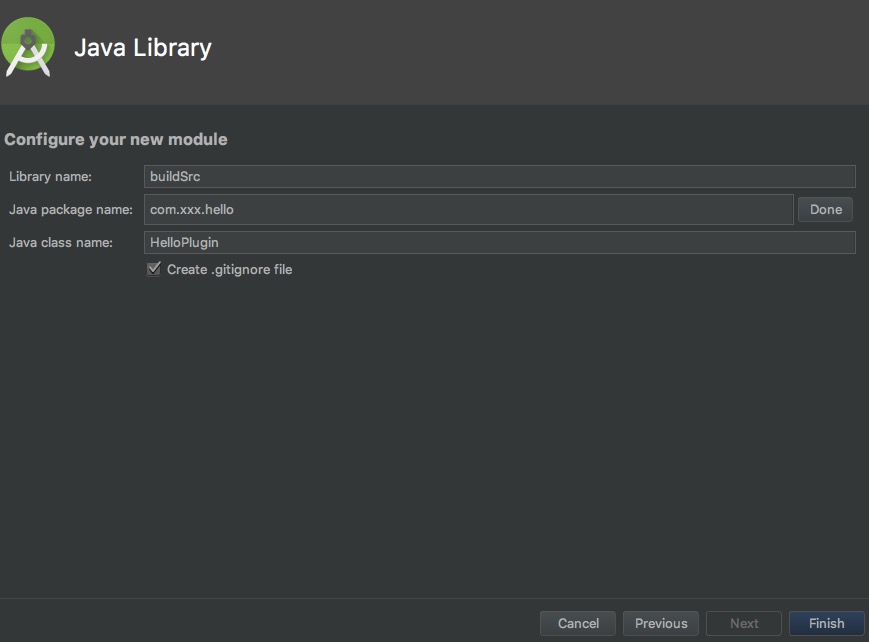 Java Library
Configure your new module
Library name: buildSrc
Java package name: com.xxx.hello Done
Java class name: HelloPlugin
Create .gitignore file
Cancel Previous Next Finish